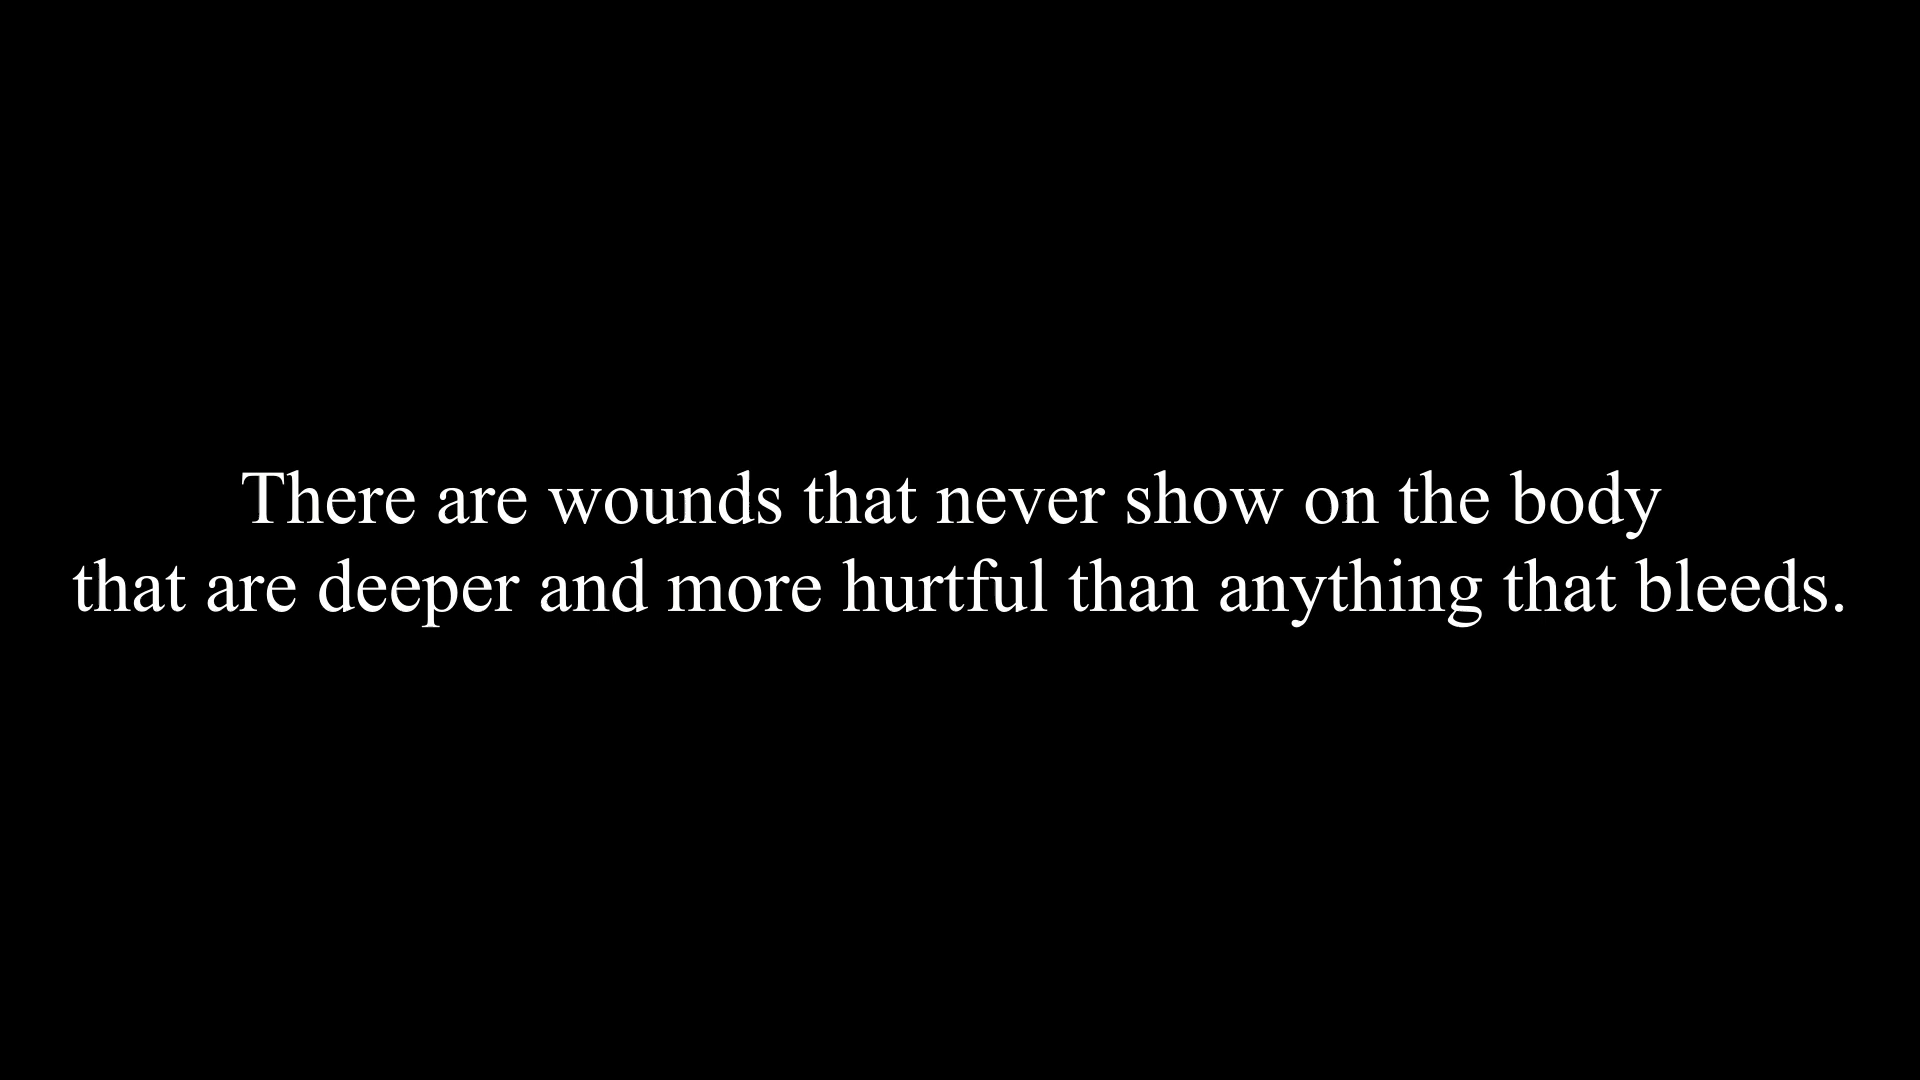 There are wounds that never show on the body
that are deeper and more hurtful than anything that bleeds.